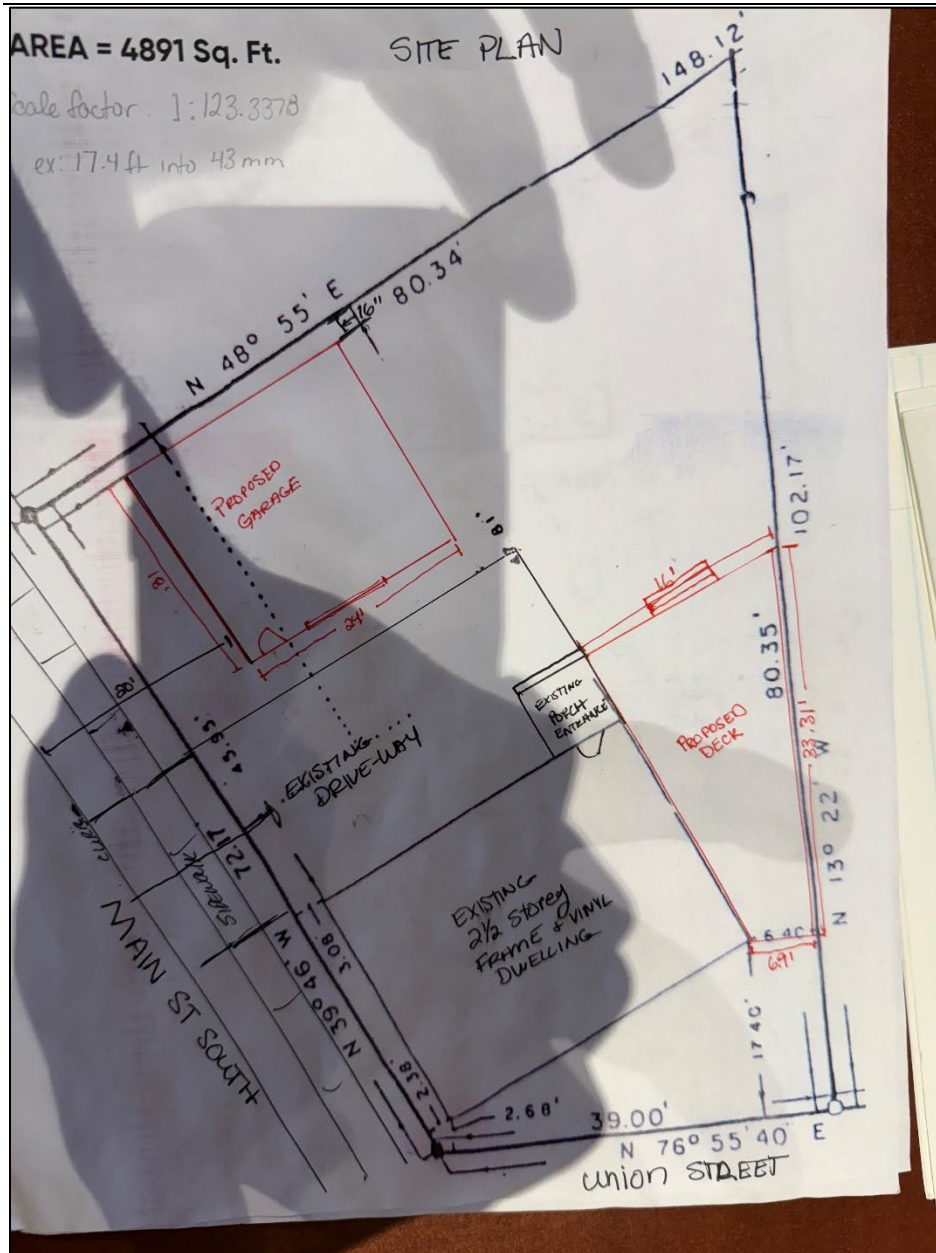 AREA = 4891 Sq. Ft.
SITE PLAN
Scale factor: 1:123.3378
ex: 17.4 ft into 43 mm
148.12'
N 48° 55' E
80.34'
16"
PROPOSED
GARAGE
18'
24'
8'
18'
102.17'
80.35'
16'
EXISTING
PORCH
ENTRANCE
PROPOSED
DECK
33.31'
N 13° 22' W
EXISTING....
DRIVE-WAY
43.93'
72.17
N 39° 46' W
CURB
SIDEWALK
MAIN ST SOUTH
3.08'
2.38'
EXISTING
2½ Storey
FRAME & VINYL
DWELLING
6.40
6.91
17.40'
2.68'
39.00'
N 76° 55' 40" E
Union STREET